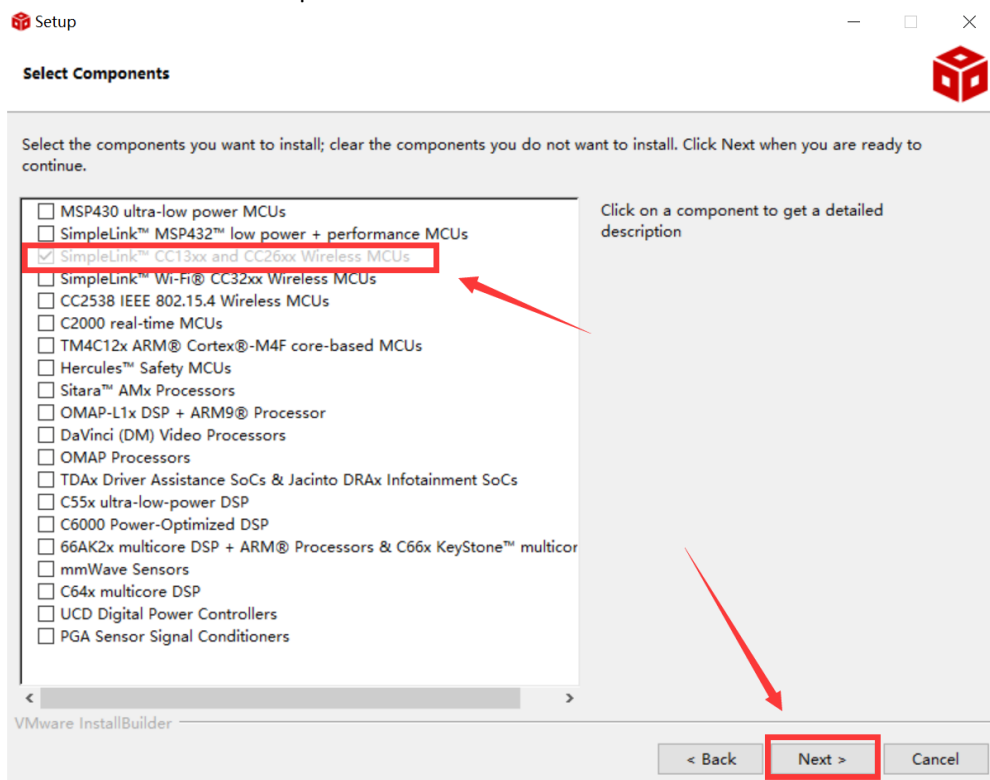 Setup
Select Components
Select the components you want to install; clear the components you do not want to install. Click Next when you are ready to
continue.
MSP430 ultra-low power MCUs
SimpleLink™ MSP432™ low power + performance MCUs
SimpleLink™ CC13xx and CC26xx Wireless MCUs
SimpleLink™ Wi-Fi® CC32xx Wireless MCUs
CC2538 IEEE 802.15.4 Wireless MCUs
C2000 real-time MCUs
TM4C12x ARM® Cortex®-M4F core-based MCUs
Hercules™ Safety MCUs
Sitara™ AMx Processors
OMAP-L1x DSP + ARM9® Processor
DaVinci (DM) Video Processors
OMAP Processors
TDAx Driver Assistance SoCs & Jacinto DRAx Infotainment SoCs
C55x ultra-low-power DSP
C6000 Power-Optimized DSP
66AK2x multicore DSP + ARM® Processors & C66x KeyStone™ multicor
mmWave Sensors
C64x multicore DSP
UCD Digital Power Controllers
PGA Sensor Signal Conditioners
Click on a component to get a detailed
description
VMware InstallBuilder
< Back Next > Cancel